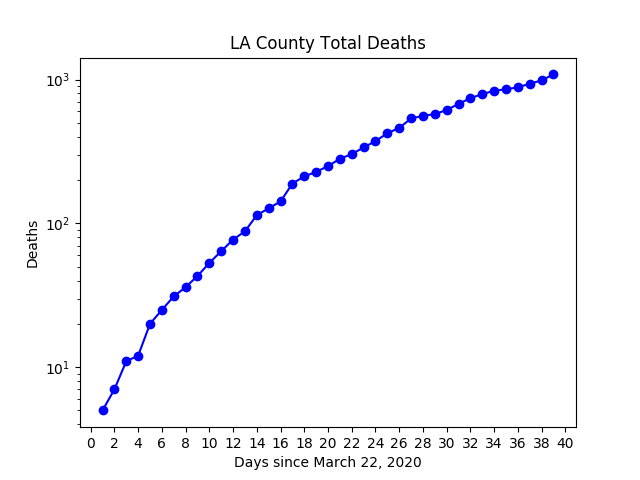 LA County Total Deaths
10³
10²
10¹
Deaths
0 2 4 6 8 10 12 14 16 18 20 22 24 26 28 30 32 34 36 38 40
Days since March 22, 2020